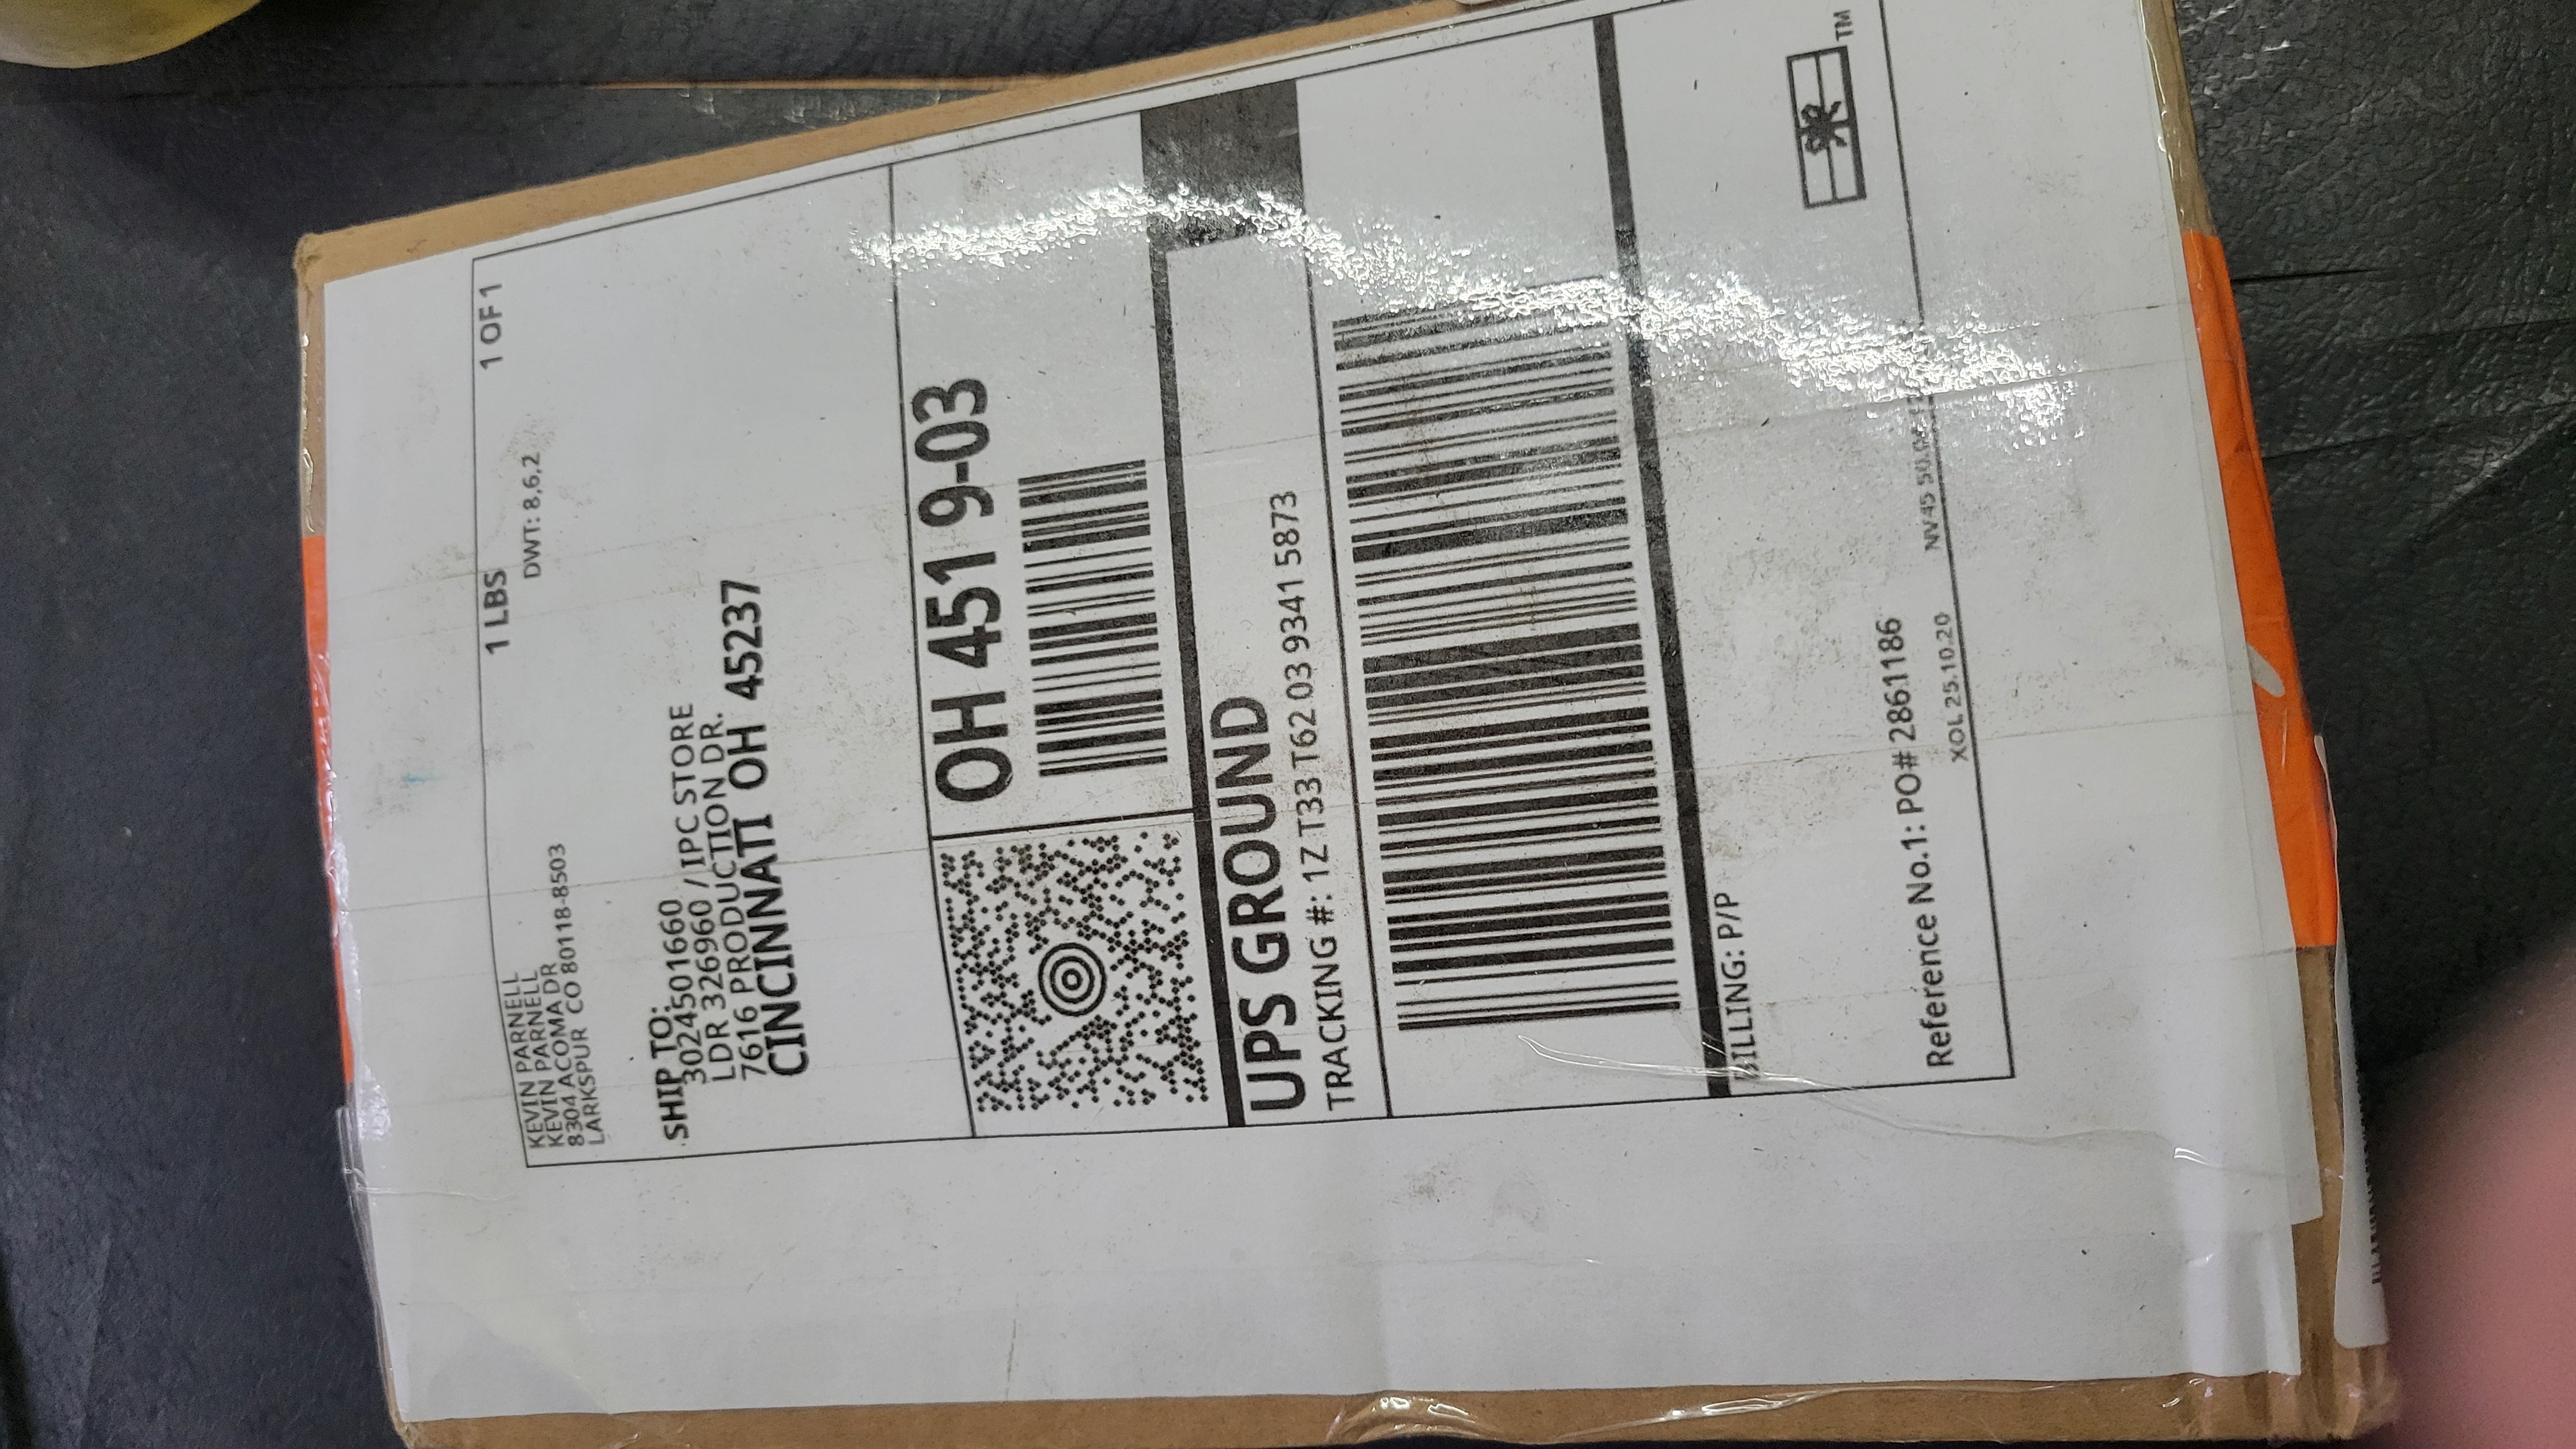 KEVIN PARNELL
KEVIN PARNELL
8304 ACOMA DR
LARKSPUR CO 80118-8503
1 LBS
1 OF 1
DWT: 8,6,2
SHIP TO:
3024501660
LDR 326960 / IPC STORE
7616 PRODUCTION DR.
CINCINNATI OH 45237
OH 451 9-03
UPS GROUND
TRACKING #: 1Z T33 T62 03 9341 5873
BILLING: P/P
Reference No.1: PO# 2861186
XOL 25.10.20
NV45
TM